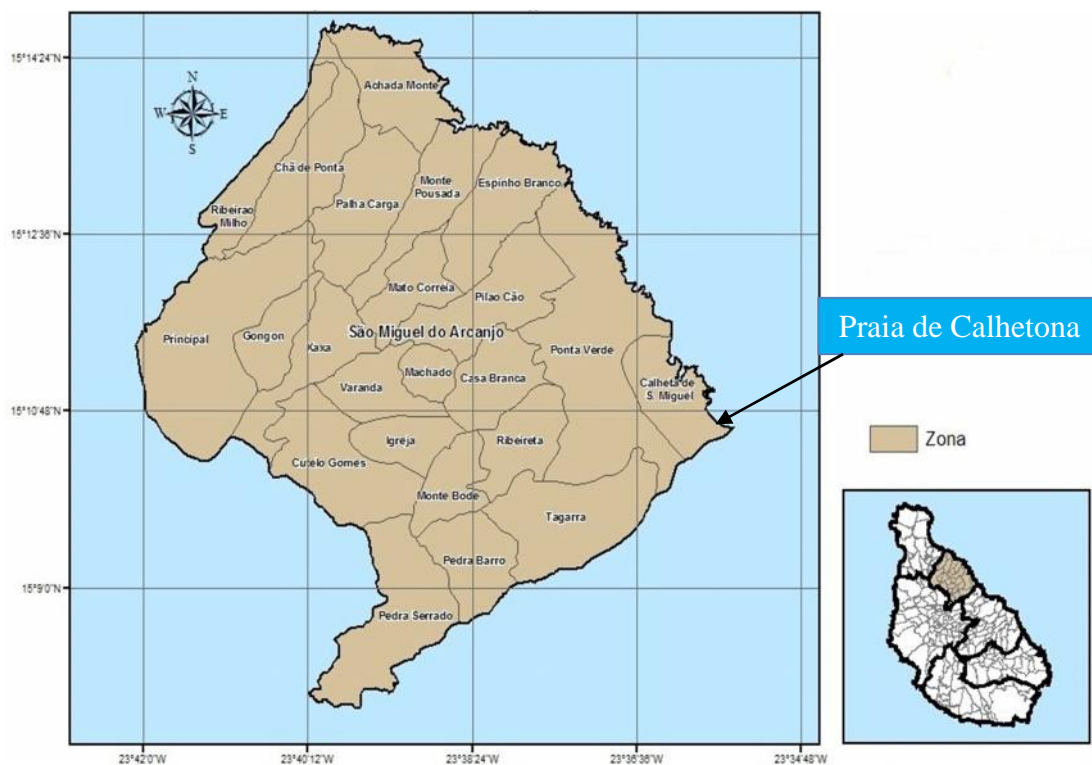 15°14'24"N
Achada Monte
N
W
E
S
Chã de Ponta
Monte
Pousada
Espinho Branco
Palha Carga
Ribeirao
Milho
15°12'36"N
Mato Correia
Pilao Cão
Praia de Calhetona
São Miguel do Arcanjo
Principal
Gongon
Xaxa
Ponta Verde
Machado
Casa Branca
Varanda
Calheta de
S. Miguel
15°10'48"N
Igreja
Ribeireta
Zona
Cutelo Gomes
Monte Bode
Tagarra
Pedra Barro
15°9'0"N
Pedra Serrado
23°42'0"W
23°40'12"W
23°38'24"W
23°36'36"W
23°34'48"W